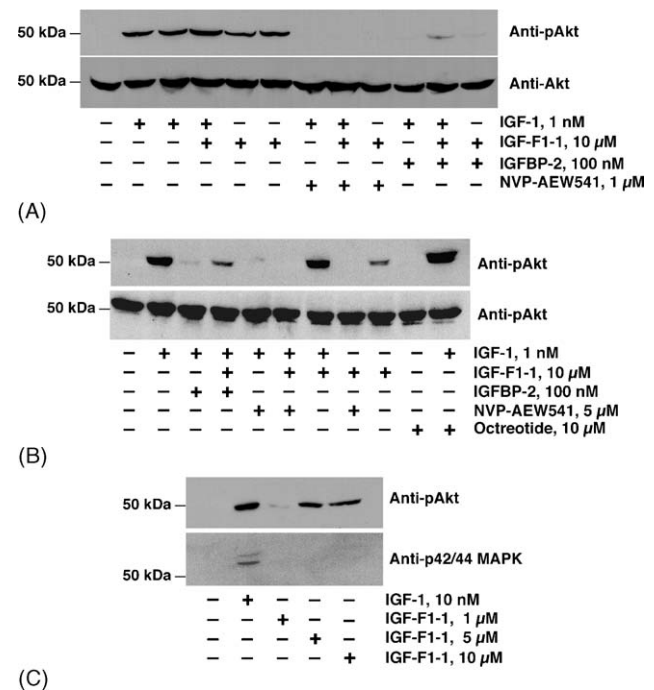 50 kDa – Anti-pAkt
50 kDa – Anti-Akt
– + + + – – + + – + + – IGF-1, 1 nM
– – – + + + – + + – + + IGF-F1-1, 10 µM
– – – – – – – – – + + + IGFBP-2, 100 nM
– – – – – – + + + – – – NVP-AEW541, 1 µM
(A)
50 kDa – Anti-pAkt
50 kDa – Anti-pAkt
– + + + + + + – – – + IGF-1, 1 nM
– – – + – + + + + – – IGF-F1-1, 10 µM
– – + + – – – – – – – IGFBP-2, 100 nM
– – – – + + – + – – – NVP-AEW541, 5 µM
– – – – – – – – – + + Octreotide, 10 µM
(B)
50 kDa – Anti-pAkt
Anti-p42/44 MAPK
50 kDa –
– + – – – IGF-1, 10 nM
– – + – – IGF-F1-1, 1 µM
– – – + – IGF-F1-1, 5 µM
– – – – + IGF-F1-1, 10 µM
(C)